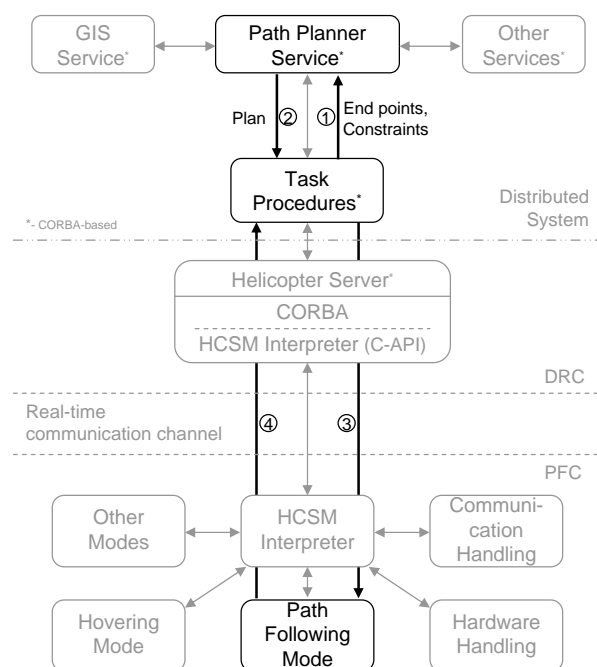 GIS
Service*
Path Planner
Service*
Other
Services*
Plan
②
①
End points,
Constraints
Task
Procedures*
*- CORBA-based
Distributed
System
Helicopter Server*
CORBA
HCSM Interpreter (C-API)
DRC
Real-time
communication channel
④
③
PFC
Other
Modes
HCSM
Interpreter
Communi-
cation
Handling
Hovering
Mode
Path
Following
Mode
Hardware
Handling